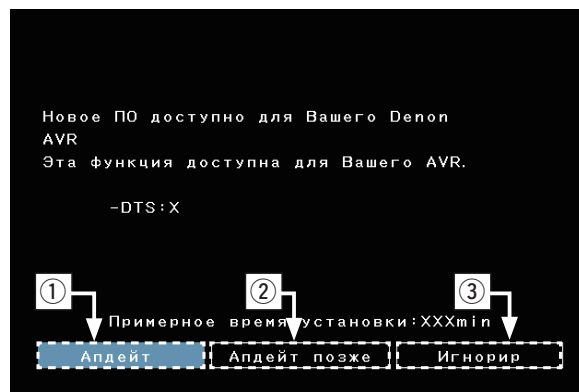 Новое ПО доступно для Вашего Denon
AVR
Эта функция доступна для Вашего AVR.
-DTS:X
① ② ③
Примерное время установки:XXXmin
Апдейт Апдейт позже Игнорир